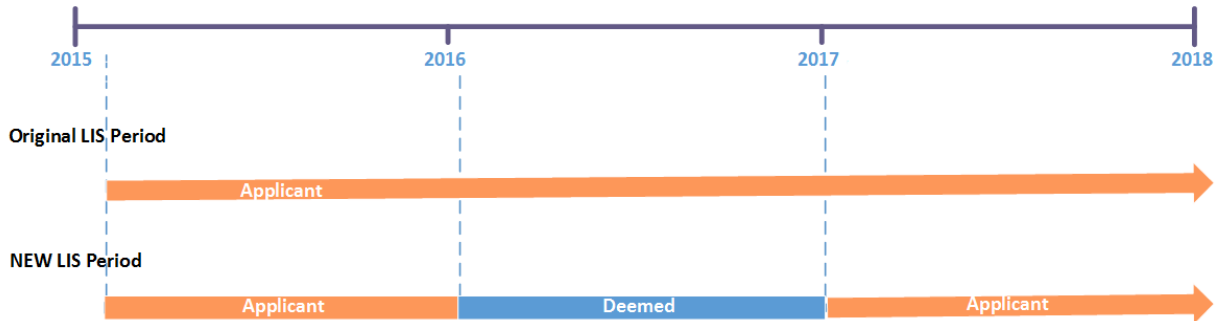 2015 2016 2017 2018
Original LIS Period
Applicant
NEW LIS Period
Applicant Deemed Applicant